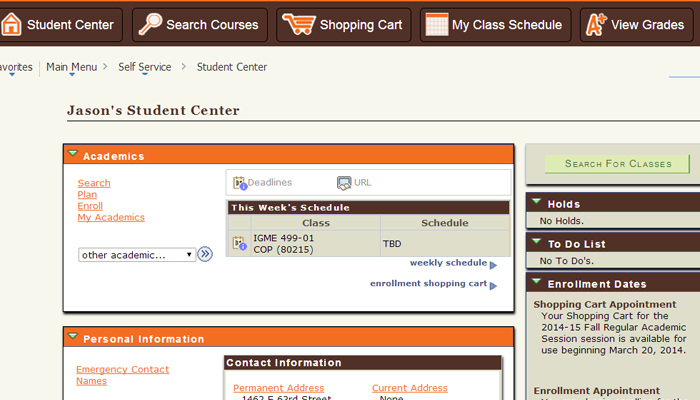 Student Center
Search Courses
Shopping Cart
My Class Schedule
View Grades
avorites
Main Menu
Self Service
Student Center
Jason's Student Center
Academics
Search
Plan
Enroll
My Academics
other academic...
Deadlines
URL
This Week's Schedule
Class
Schedule
IGME 499-01
COP (80215)
TBD
weekly schedule
enrollment shopping cart
Personal Information
Emergency Contact
Names
Contact Information
Permanent Address
Current Address
1462 E 63rd Street
None
Search For Classes
Holds
No Holds.
To Do List
No To Do's.
Enrollment Dates
Shopping Cart Appointment
Your Shopping Cart for the
2014-15 Fall Regular Academic
Session session is available for
use beginning March 20, 2014.
Enrollment Appointment